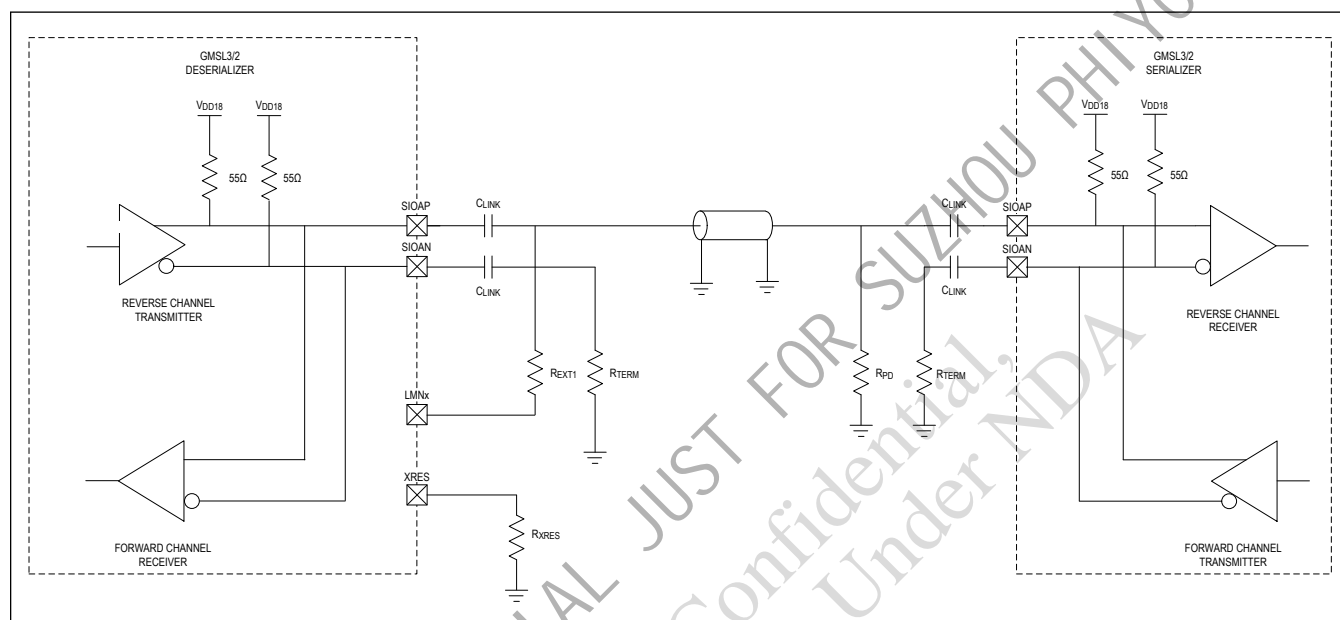 GMSL3/2
DESERIALIZER
VDD18
VDD18
55Ω
55Ω
SIOAP
SIOAN
CLINK
CLINK
REVERSE CHANNEL
TRANSMITTER
REXT1
RTERM
LMNx
XRES
RXRES
FORWARD CHANNEL
RECEIVER
GMSL3/2
SERIALIZER
VDD18
VDD18
55Ω
55Ω
CLINK
SIOAP
SIOAN
CLINK
RPD
RTERM
REVERSE CHANNEL
RECEIVER
FORWARD CHANNEL
TRANSMITTER
JUST FOR SUZHOU
Confidential,
Under NDA